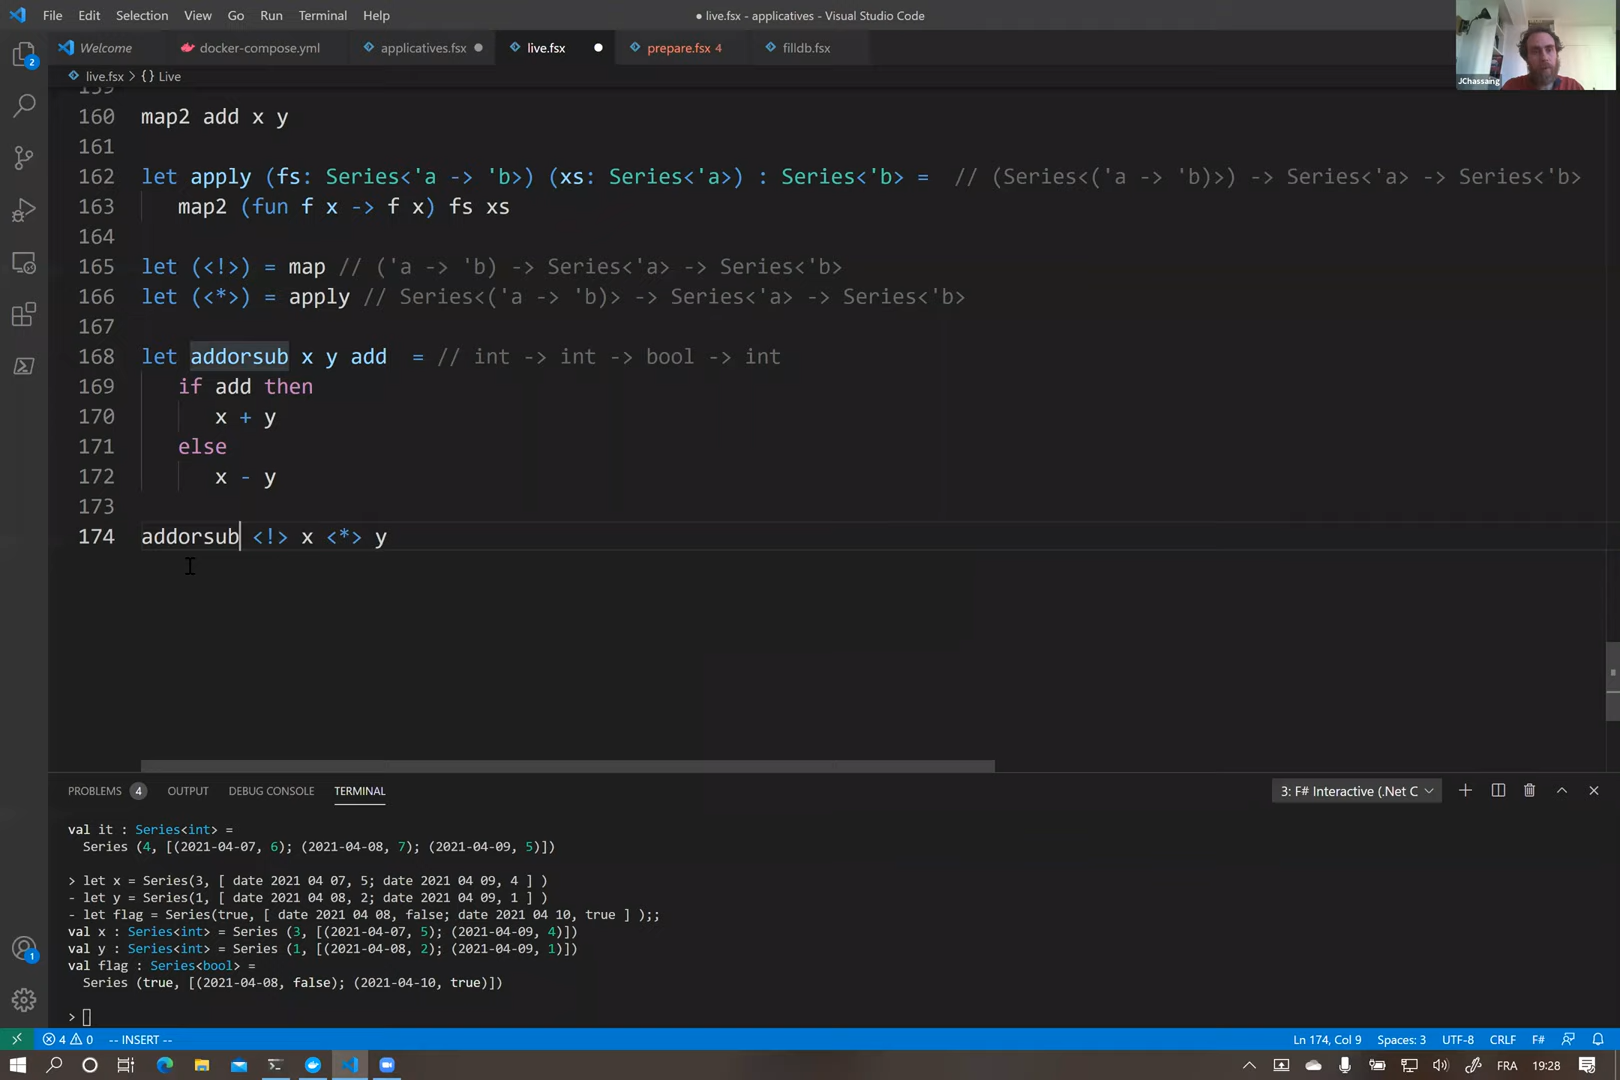 File Edit Selection View Go Run Terminal Help
● live.fsx - applicatives - Visual Studio Code
JChassaing
Welcome docker-compose.yml applicatives.fsx live.fsx prepare.fsx 4 filldb.fsx
live.fsx > {} Live
159
160 map2 add x y
161
162 let apply (fs: Series<'a -> 'b>) (xs: Series<'a>) : Series<'b> = // (Series<('a -> 'b)>) -> Series<'a> -> Series<'b>
163 map2 (fun f x -> f x) fs xs
164
165 let (<!>) = map // ('a -> 'b) -> Series<'a> -> Series<'b>
166 let (<*>) = apply // Series<('a -> 'b)> -> Series<'a> -> Series<'b>
167
168 let addorsub x y add = // int -> int -> bool -> int
169 if add then
170 x + y
171 else
172 x - y
173
174 addorsub <!> x <*> y
2
PROBLEMS 4 OUTPUT DEBUG CONSOLE TERMINAL
3: F# Interactive (.Net C
val it : Series<int> =
Series (4, [(2021-04-07, 6); (2021-04-08, 7); (2021-04-09, 5)])
> let x = Series(3, [ date 2021 04 07, 5; date 2021 04 09, 4 ] )
- let y = Series(1, [ date 2021 04 08, 2; date 2021 04 09, 1 ] )
- let flag = Series(true, [ date 2021 04 08, false; date 2021 04 10, true ] );;
val x : Series<int> = Series (3, [(2021-04-07, 5); (2021-04-09, 4)])
val y : Series<int> = Series (1, [(2021-04-08, 2); (2021-04-09, 1)])
val flag : Series<bool> =
Series (true, [(2021-04-08, false); (2021-04-10, true)])
>
1
4 0 -- INSERT --
Ln 174, Col 9 Spaces: 3 UTF-8 CRLF F#
FRA 19:28